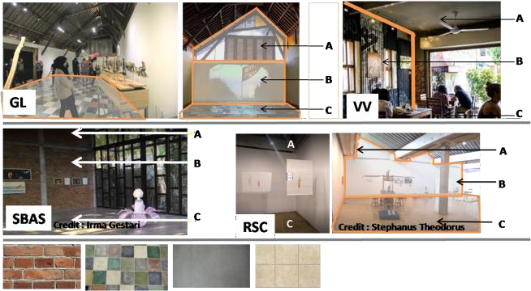 A
A
B
B
GL
C
VV
C
A
A
A
B
B
B
C
SBAS
Credit : Irma Gestari
RSC
C
Credit : Stephanus Theodorus
C